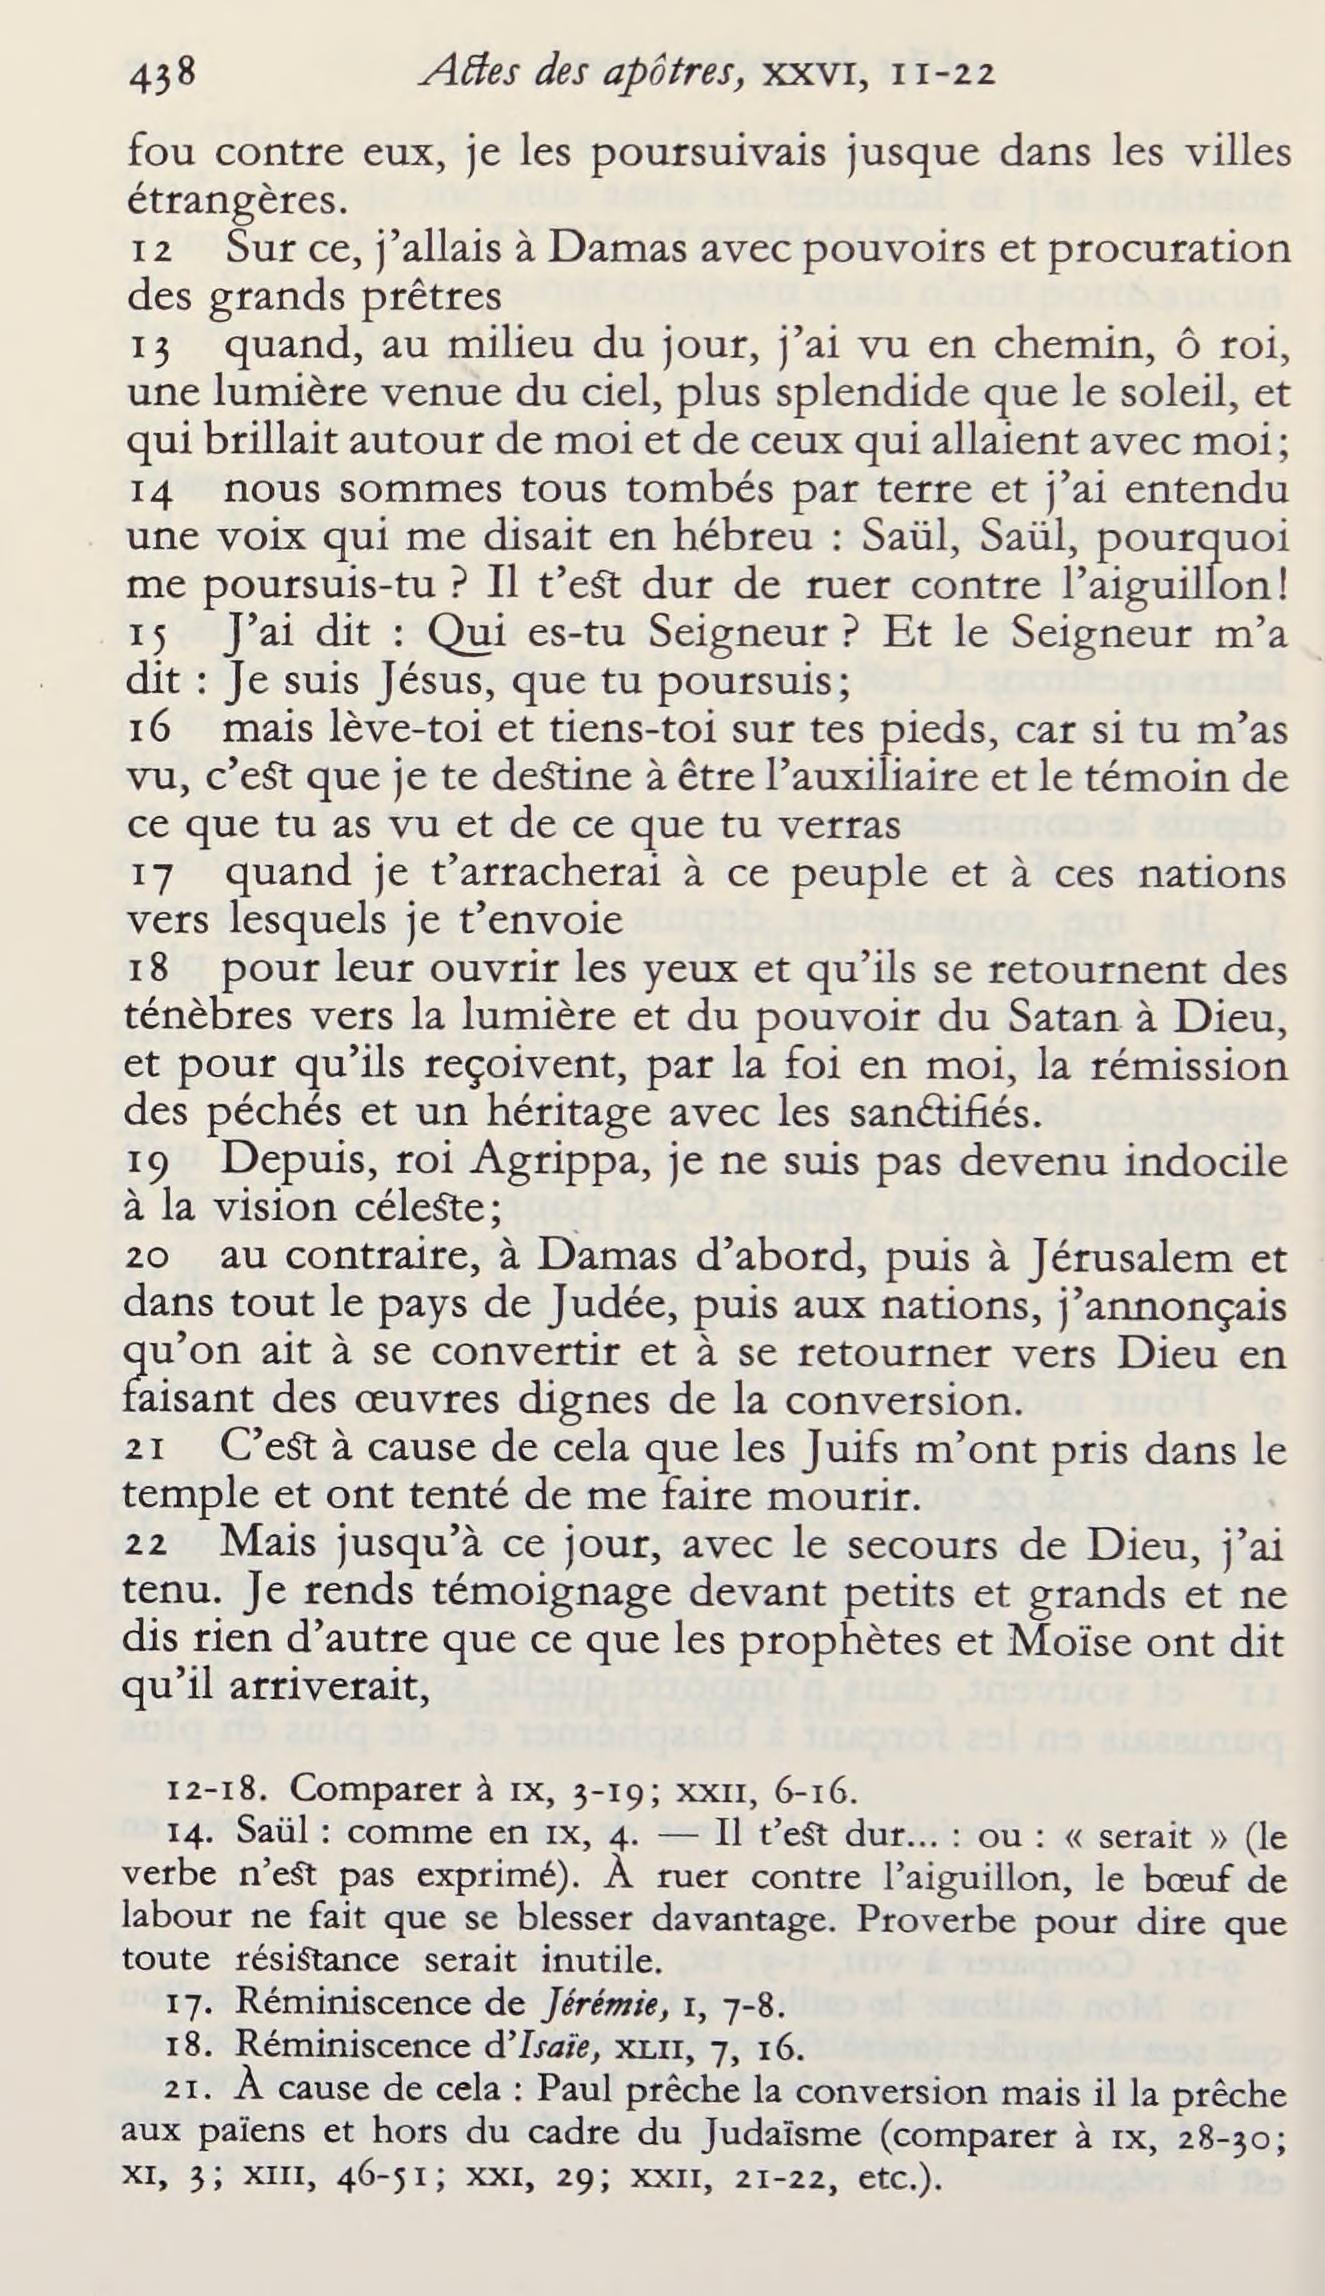 438 Actes des apôtres, XXVI, 11-22
fou contre eux, je les poursuivais jusque dans les villes
étrangères.
12 Sur ce, j’allais à Damas avec pouvoirs et procuration
des grands prêtres
13 quand, au milieu du jour, j’ai vu en chemin, ô roi,
une lumière venue du ciel, plus splendide que le soleil, et
qui brillait autour de moi et de ceux qui allaient avec moi;
14 nous sommes tous tombés par terre et j’ai entendu
une voix qui me disait en hébreu : Saül, Saül, pourquoi
me poursuis-tu ? Il t’est dur de ruer contre l’aiguillon!
15 J’ai dit : Qui es-tu Seigneur ? Et le Seigneur m’a
dit : Je suis Jésus, que tu poursuis;
16 mais lève-toi et tiens-toi sur tes pieds, car si tu m’as
vu, c’est que je te destine à être l’auxiliaire et le témoin de
ce que tu as vu et de ce que tu verras
17 quand je t’arracherai à ce peuple et à ces nations
vers lesquels je t’envoie
18 pour leur ouvrir les yeux et qu’ils se retournent des
ténèbres vers la lumière et du pouvoir du Satan à Dieu,
et pour qu’ils reçoivent, par la foi en moi, la rémission
des péchés et un héritage avec les sanctifiés.
19 Depuis, roi Agrippa, je ne suis pas devenu indocile
à la vision céleste;
20 au contraire, à Damas d’abord, puis à Jérusalem et
dans tout le pays de Judée, puis aux nations, j’annonçais
qu’on ait à se convertir et à se retourner vers Dieu en
faisant des œuvres dignes de la conversion.
21 C’est à cause de cela que les Juifs m’ont pris dans le
temple et ont tenté de me faire mourir.
22 Mais jusqu’à ce jour, avec le secours de Dieu, j’ai
tenu. Je rends témoignage devant petits et grands et ne
dis rien d’autre que ce que les prophètes et Moïse ont dit
qu’il arriverait,
12-18. Comparer à IX, 3-19; XXII, 6-16.
14. Saül : comme en IX, 4. — Il t’est dur... : ou : « serait » (le
verbe n’est pas exprimé). À ruer contre l’aiguillon, le bœuf de
labour ne fait que se blesser davantage. Proverbe pour dire que
toute résistance serait inutile.
17. Réminiscence de Jérémie, I, 7-8.
18. Réminiscence d’Isaïe, XLII, 7, 16.
21. À cause de cela : Paul prêche la conversion mais il la prêche
aux païens et hors du cadre du Judaïsme (comparer à IX, 28-30;
XI, 3; XIII, 46-51; XXI, 29; XXII, 21-22, etc.).